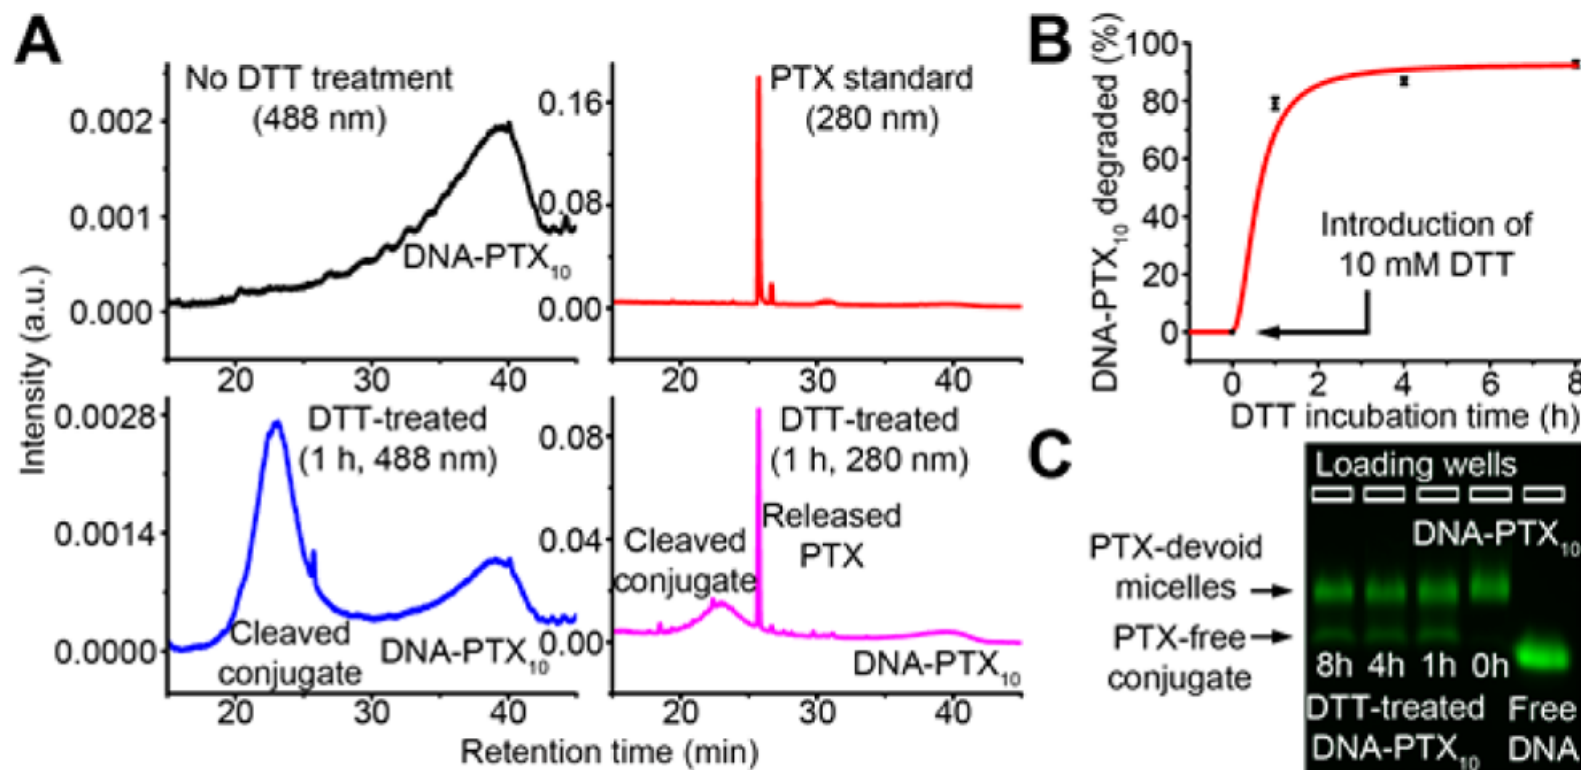 A
Intensity (a.u.)
No DTT treatment
(488 nm)
0.002
0.001
0.000
DNA-PTX₁₀
20
30
40
PTX standard
(280 nm)
0.16
0.08
0.00
20
30
40
DTT-treated
(1 h, 488 nm)
0.0028
0.0014
0.0000
Cleaved
conjugate
DNA-PTX₁₀
20
30
40
DTT-treated
(1 h, 280 nm)
0.08
0.04
0.00
Cleaved
conjugate
Released
PTX
DNA-PTX₁₀
20
30
40
Retention time (min)
B
DNA-PTX₁₀ degraded (%)
100
80
60
40
20
0
Introduction of
10 mM DTT
0
2
4
6
8
DTT incubation time (h)
C
Loading wells
DNA-PTX₁₀
PTX-devoid
micelles
PTX-free
conjugate
8h 4h 1h 0h
DTT-treated
DNA-PTX₁₀
Free
DNA